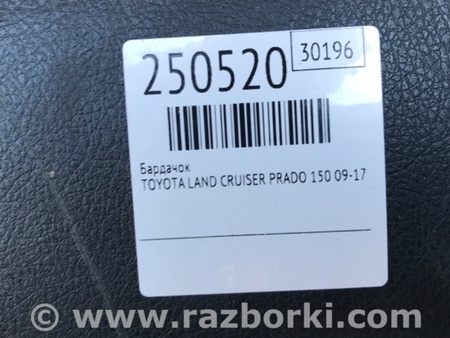 250520 30196
Бардачок
TOYOTA LAND CRUISER PRADO 150 09-17
© www.razborki.com